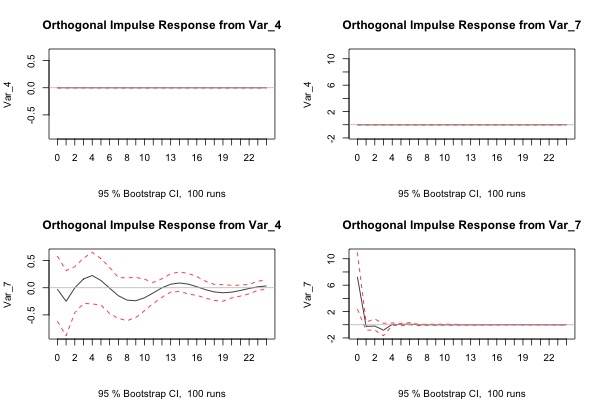 Orthogonal Impulse Response from Var_4
Var_4
0.5
0.0
-0.5
0 2 4 6 8 10 13 16 19 22
95 % Bootstrap CI, 100 runs
Orthogonal Impulse Response from Var_7
Var_4
10
6
2
-2
0 2 4 6 8 10 13 16 19 22
95 % Bootstrap CI, 100 runs
Orthogonal Impulse Response from Var_4
Var_7
0.5
0.0
-0.5
0 2 4 6 8 10 13 16 19 22
95 % Bootstrap CI, 100 runs
Orthogonal Impulse Response from Var_7
Var_7
10
6
2
-2
0 2 4 6 8 10 13 16 19 22
95 % Bootstrap CI, 100 runs